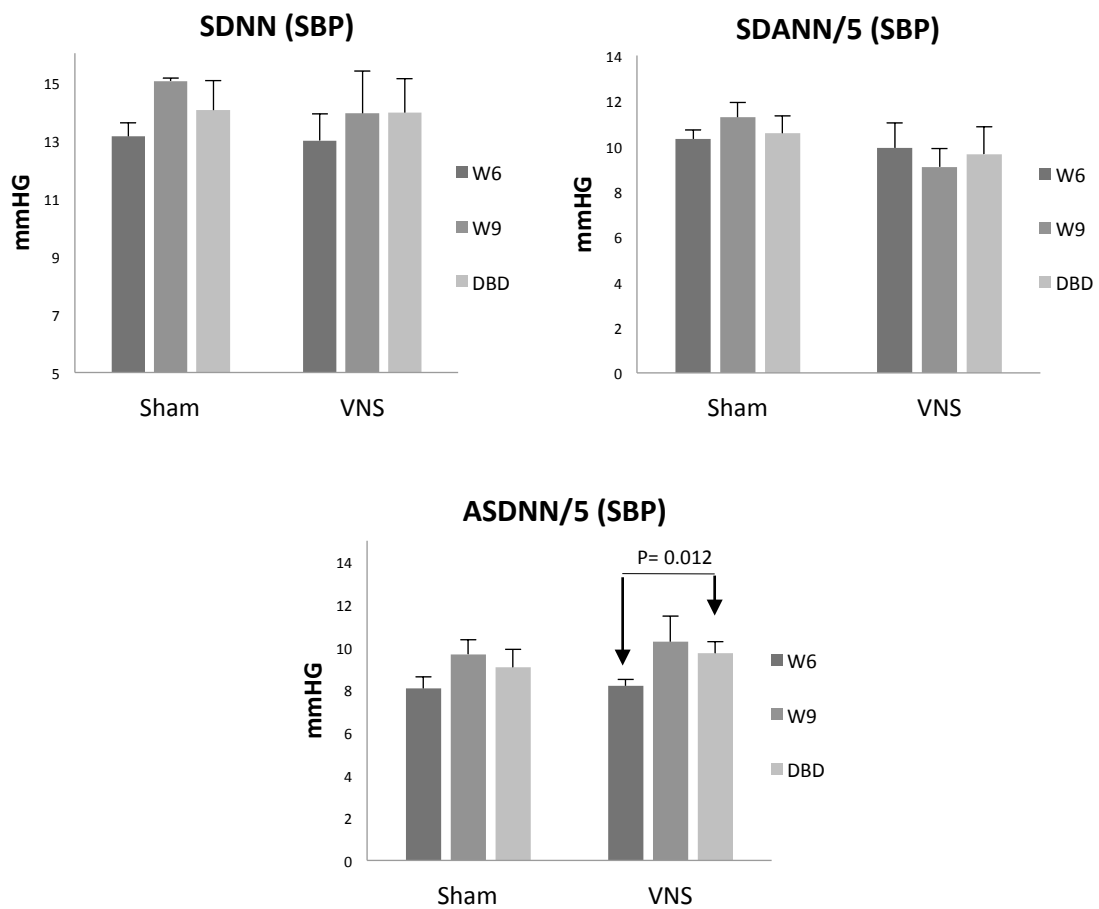 SDNN (SBP)
mmHG
15
13
11
9
7
5
Sham
VNS
W6
W9
DBD
SDANN/5 (SBP)
mmHG
14
12
10
8
6
4
2
0
Sham
VNS
W6
W9
DBD
ASDNN/5 (SBP)
P= 0.012
mmHG
14
12
10
8
6
4
2
0
Sham
VNS
W6
W9
DBD